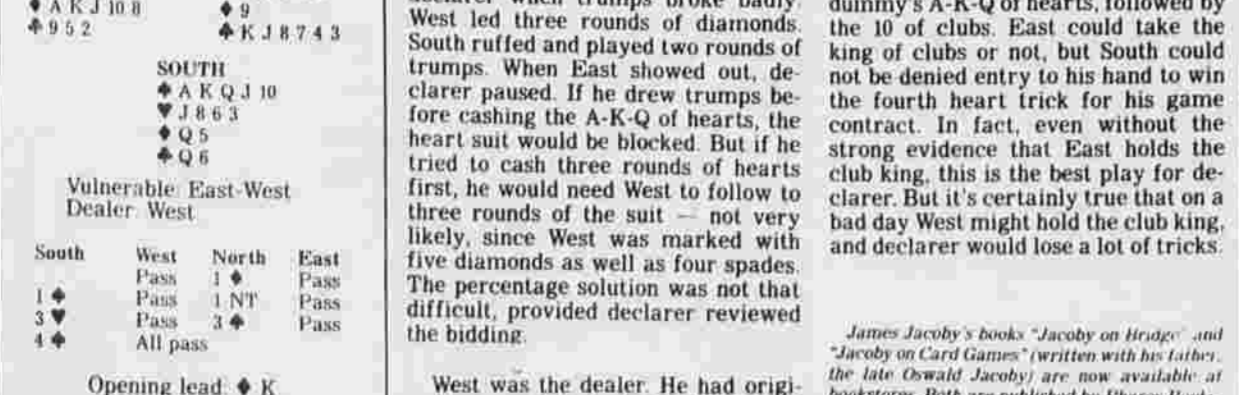 ♦ A K J 10 8
♦ 9
♣ 9 5 2
♣ K J 8 7 4 3
SOUTH
♠ A K Q J 10
♥ J 8 6 3
♦ Q 5
♣ Q 6
Vulnerable: East-West
Dealer: West
South West North East
Pass 1 ♦ Pass
1 ♠ Pass 1 NT Pass
3 ♥ Pass 3 ♠ Pass
4 ♠ All pass
Opening lead: ♦ K
declarer when trumps broke badly.
West led three rounds of diamonds.
South ruffed and played two rounds of
trumps. When East showed out, de-
clarer paused. If he drew trumps be-
fore cashing the A-K-Q of hearts, the
heart suit would be blocked. But if he
tried to cash three rounds of hearts
first, he would need West to follow to
three rounds of the suit — not very
likely, since West was marked with
five diamonds as well as four spades.
The percentage solution was not that
difficult, provided declarer reviewed
the bidding.
West was the dealer. He had origi-
dummy's A-K-Q of hearts, followed by
the 10 of clubs. East could take the
king of clubs or not, but South could
not be denied entry to his hand to win
the fourth heart trick for his game
contract. In fact, even without the
strong evidence that East holds the
club king, this is the best play for de-
clarer. But it's certainly true that on a
bad day West might hold the club king,
and declarer would lose a lot of tricks.
James Jacoby's books "Jacoby on Bridge" and
"Jacoby on Card Games" (written with his father,
the late Oswald Jacoby) are now available at
bookstores. Both are published by